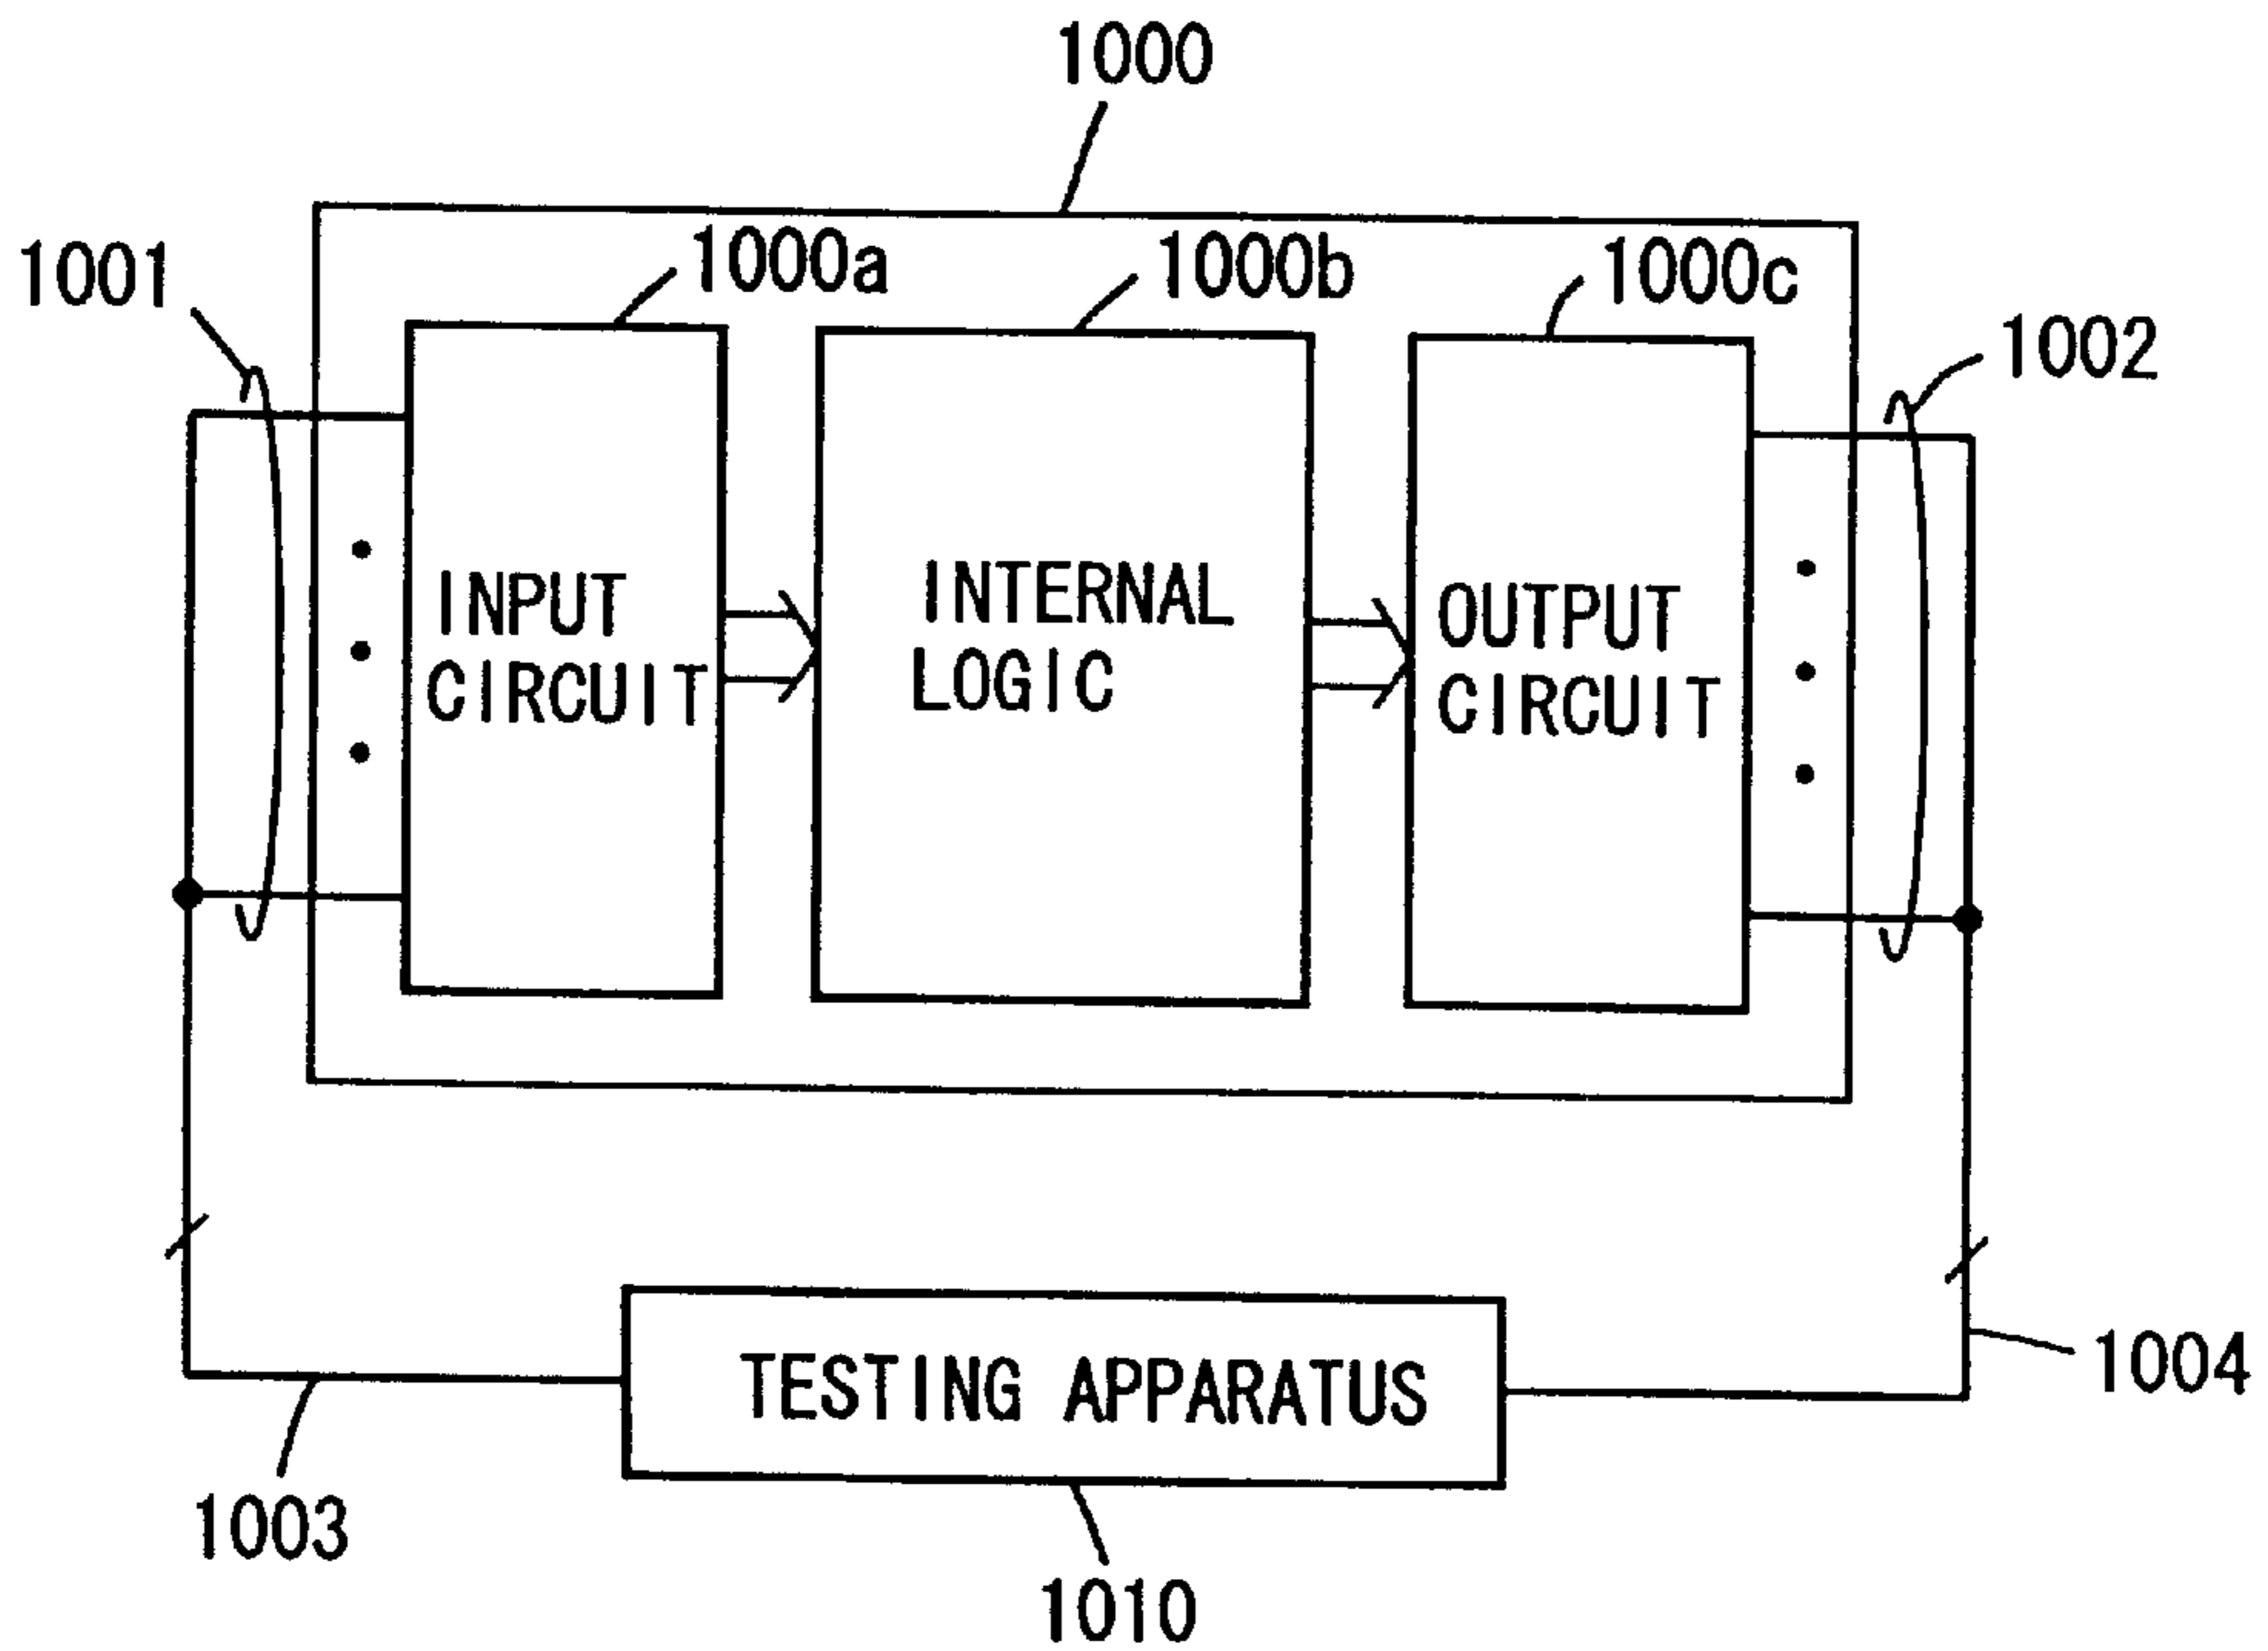 1000
1001
1000a
1000b
1000c
1002
INPUT
CIRCUIT
INTERNAL
LOGIC
OUTPUT
CIRCUIT
TESTING APPARATUS
1004
1003
1010